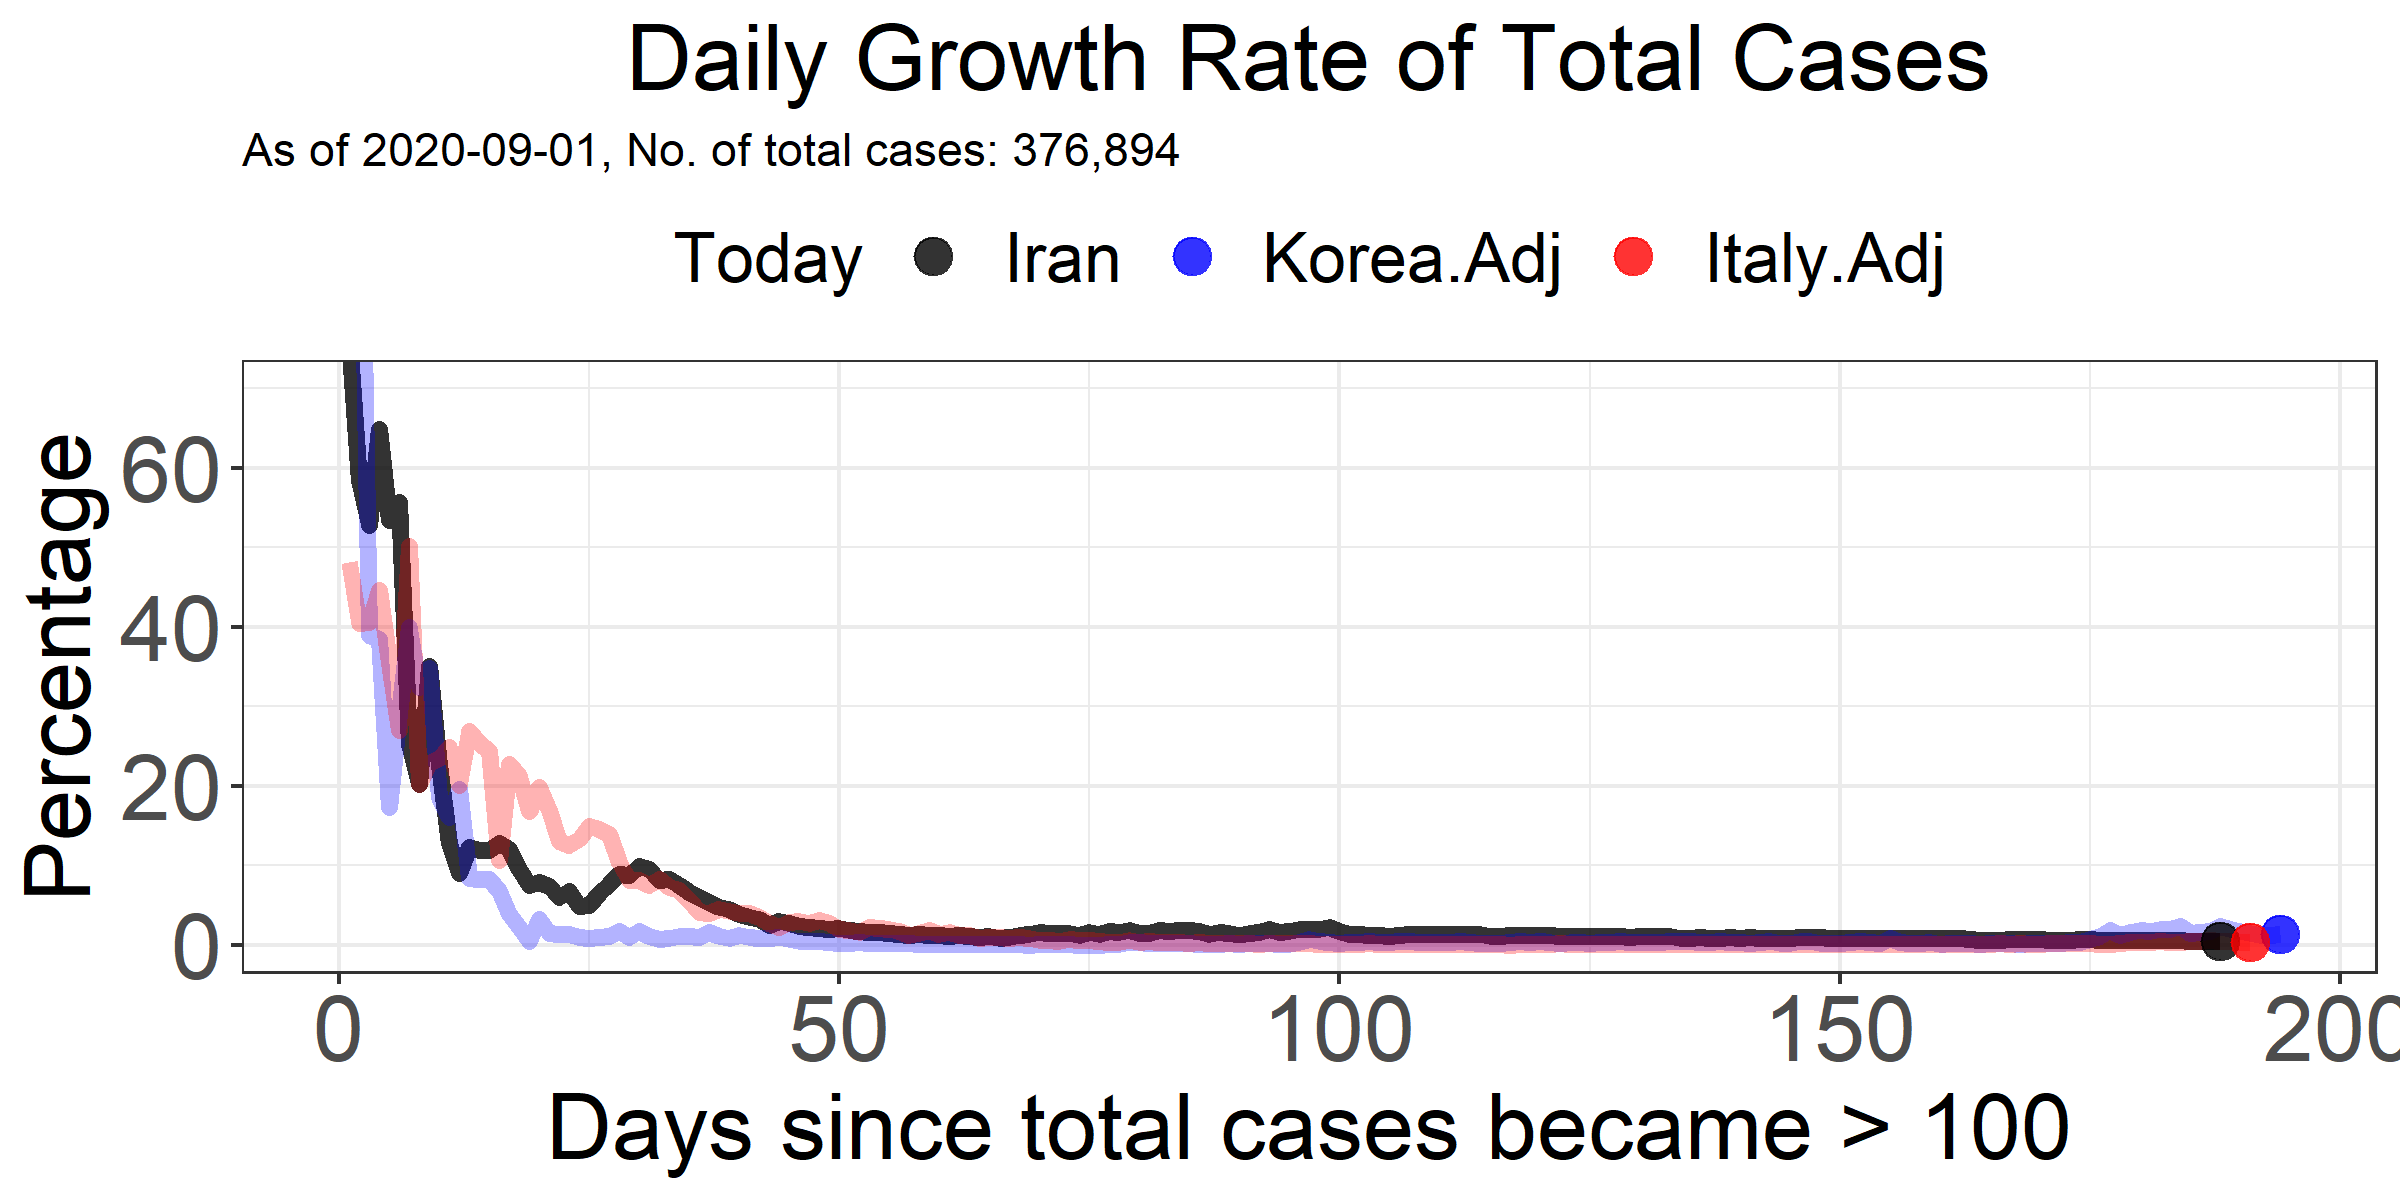 Daily Growth Rate of Total Cases
As of 2020-09-01, No. of total cases: 376,894
Today Iran Korea.Adj Italy.Adj
Percentage
60
40
20
0
0 50 100 150 200
Days since total cases became > 100